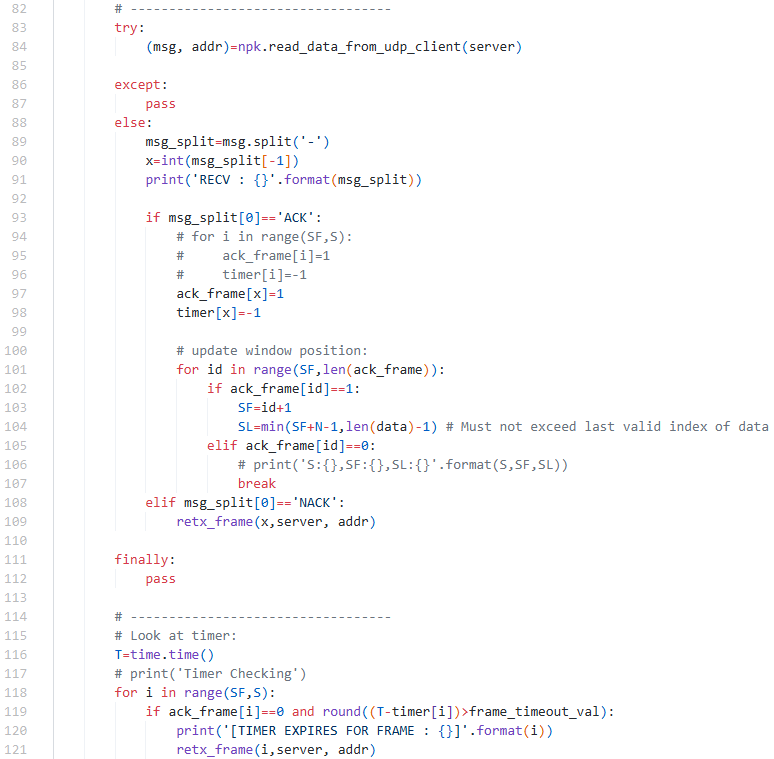 82 # ----------------------------------
83 try:
84 (msg, addr)=npk.read_data_from_udp_client(server)
85
86 except:
87 pass
88 else:
89 msg_split=msg.split('-')
90 x=int(msg_split[-1])
91 print('RECV : {}'.format(msg_split))
92
93 if msg_split[0]=='ACK':
94 # for i in range(SF,S):
95 #     ack_frame[i]=1
96 #     timer[i]=-1
97 ack_frame[x]=1
98 timer[x]=-1
99
100 # update window position:
101 for id in range(SF,len(ack_frame)):
102 if ack_frame[id]==1:
103 SF=id+1
104 SL=min(SF+N-1,len(data)-1) # Must not exceed last valid index of data
105 elif ack_frame[id]==0:
106 # print('S:{},SF:{},SL:{}'.format(S,SF,SL))
107 break
108 elif msg_split[0]=='NACK':
109 retx_frame(x,server, addr)
110
111 finally:
112 pass
113
114 # ----------------------------------
115 # Look at timer:
116 T=time.time()
117 # print('Timer Checking')
118 for i in range(SF,S):
119 if ack_frame[i]==0 and round((T-timer[i])>frame_timeout_val):
120 print('[TIMER EXPIRES FOR FRAME : {}]'.format(i))
121 retx_frame(i,server, addr)